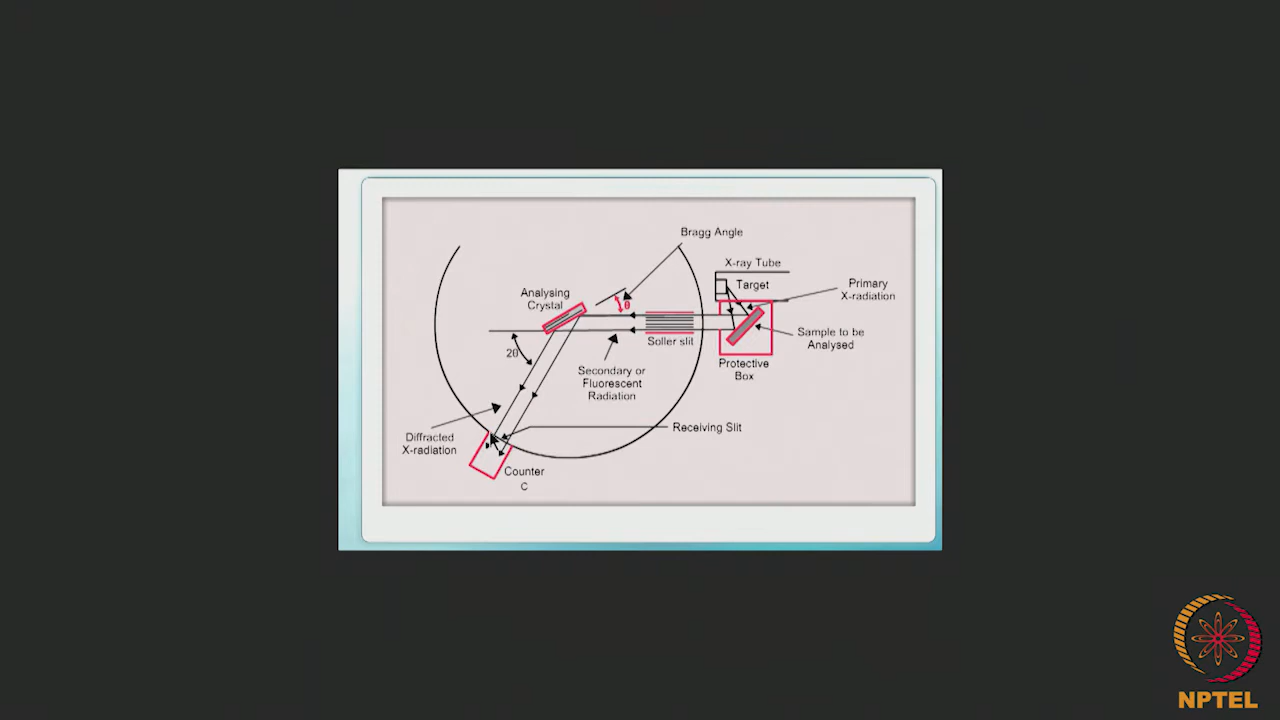 Bragg Angle
X-ray Tube
Target
Primary
X-radiation
Analysing
Crystal
θ
Soller slit
Sample to be
Analysed
2θ
Protective
Box
Secondary or
Fluorescent
Radiation
Diffracted
X-radiation
Receiving Slit
Counter
C
NPTEL